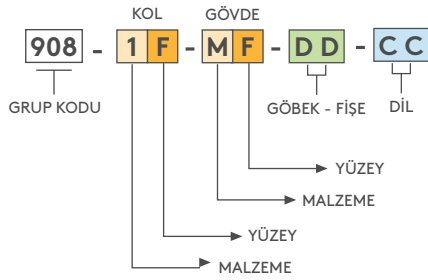 KOL GÖVDE
908 - 1 F - M F - D D - C C
GRUP KODU GÖBEK - FİŞE DİL
YÜZEY
MALZEME
YÜZEY
MALZEME